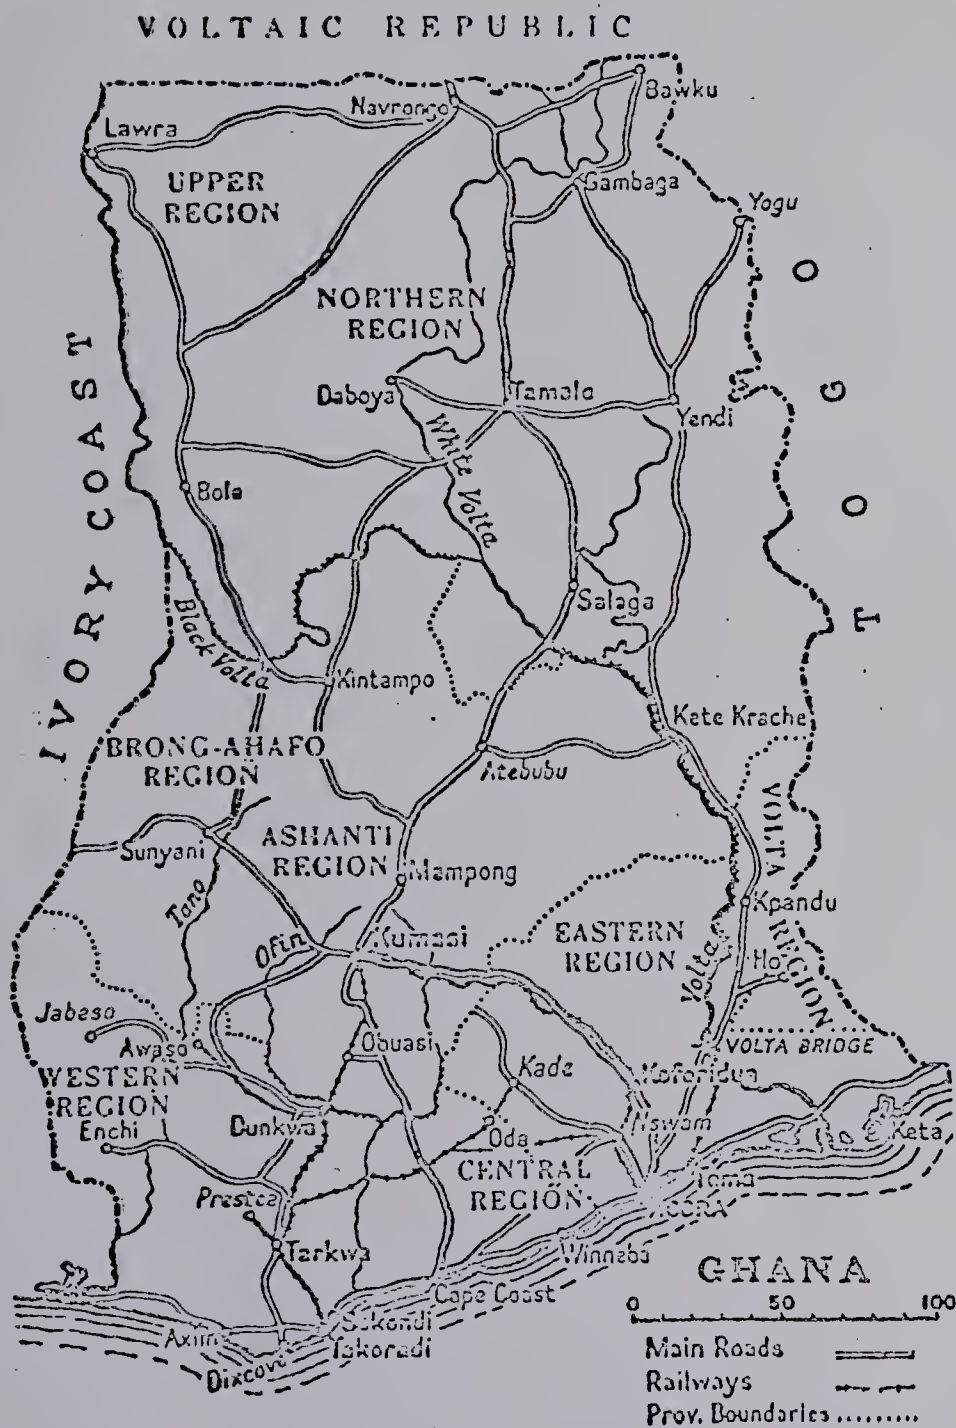 VOLTAIC REPUBLIC
Bawku
Navrongo
Lawra
UPPER
REGION
Gambaga
Yogu
NORTHERN
REGION
TOGO
IVORY COAST
Daboya
Tamale
Yendi
White Volta
Bole
Black Volta
Salaga
Kintampo
Kete Krache
BRONG-AHAFO
REGION
Atebubu
VOLTA
REGION
Sunyani
ASHANTI
REGION
Mampong
Tano
Ofin
Kumasi
EASTERN
REGION
Kpandu
Volta
Ho
Jabeso
Awaso
Obuasi
VOLTA BRIDGE
WESTERN
REGION
Kade
Koforidua
Enchi
Dunkwa
Oda
Nswam
Keta
CENTRAL
REGION
Prestea
Tema
ACCRA
Tarkwa
Winneba
GHANA
Cape Coast
0 50 100
Axim
Sekondi
Takoradi
Dixcove
Main Roads
Railways
Prov. Boundaries